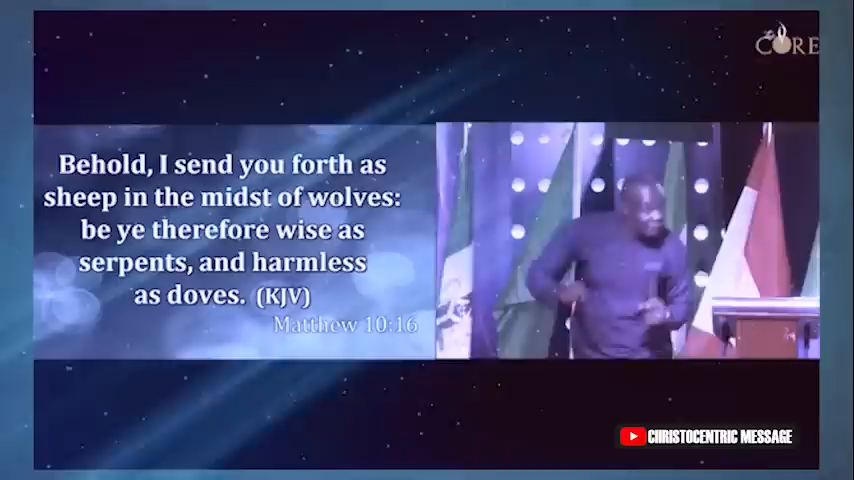 The
CORE
Behold, I send you forth as
sheep in the midst of wolves:
be ye therefore wise as
serpents, and harmless
as doves. (KJV)
Matthew 10:16
CHRISTOCENTRIC MESSAGE